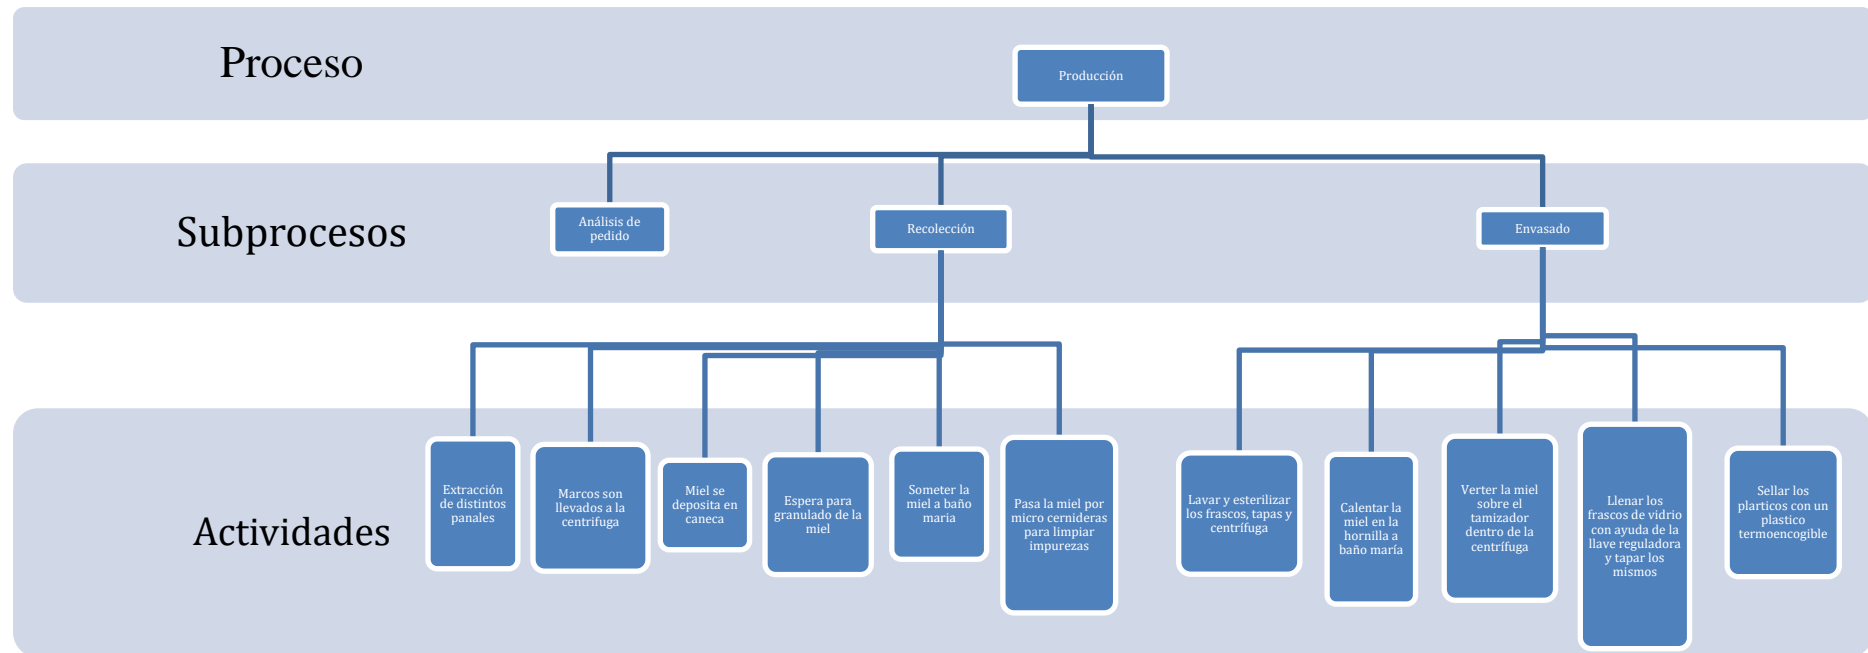 Proceso
Producción
Subprocesos
Análisis de
pedido
Recolección
Envasado
Actividades
Extracción
de distintos
panales
Marcos son
llevados a la
centrifuga
Miel se
deposita en
caneca
Espera para
granulado de la
miel
Someter la
miel a baño
maria
Pasa la miel por
micro cernideras
para limpiar
impurezas
Lavar y esterilizar
los frascos, tapas y
centrífuga
Calentar la
miel en la
hornilla a
baño maría
Verter la miel
sobre el
tamizador
dentro de la
centrífuga
Llenar los
frascos de vidrio
con ayuda de la
llave reguladora
y tapar los
mismos
Sellar los
plarticos con un
plastico
termoencogible